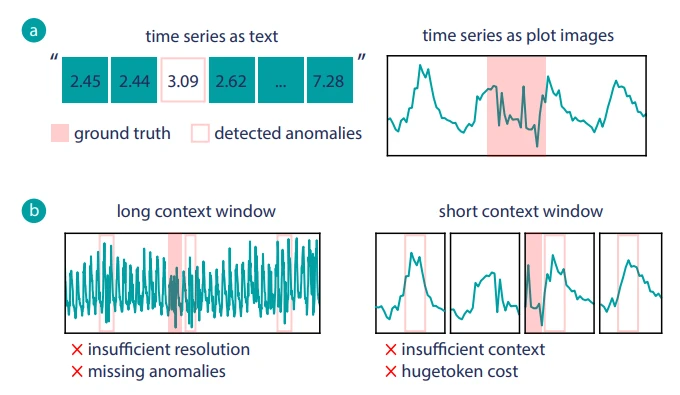 a
time series as text
time series as plot images
“ 2.45 2.44 3.09 2.62 ... 7.28 ”
ground truth
detected anomalies
b
long context window
short context window
✕ insufficient resolution
✕ missing anomalies
✕ insufficient context
✕ hugetoken cost